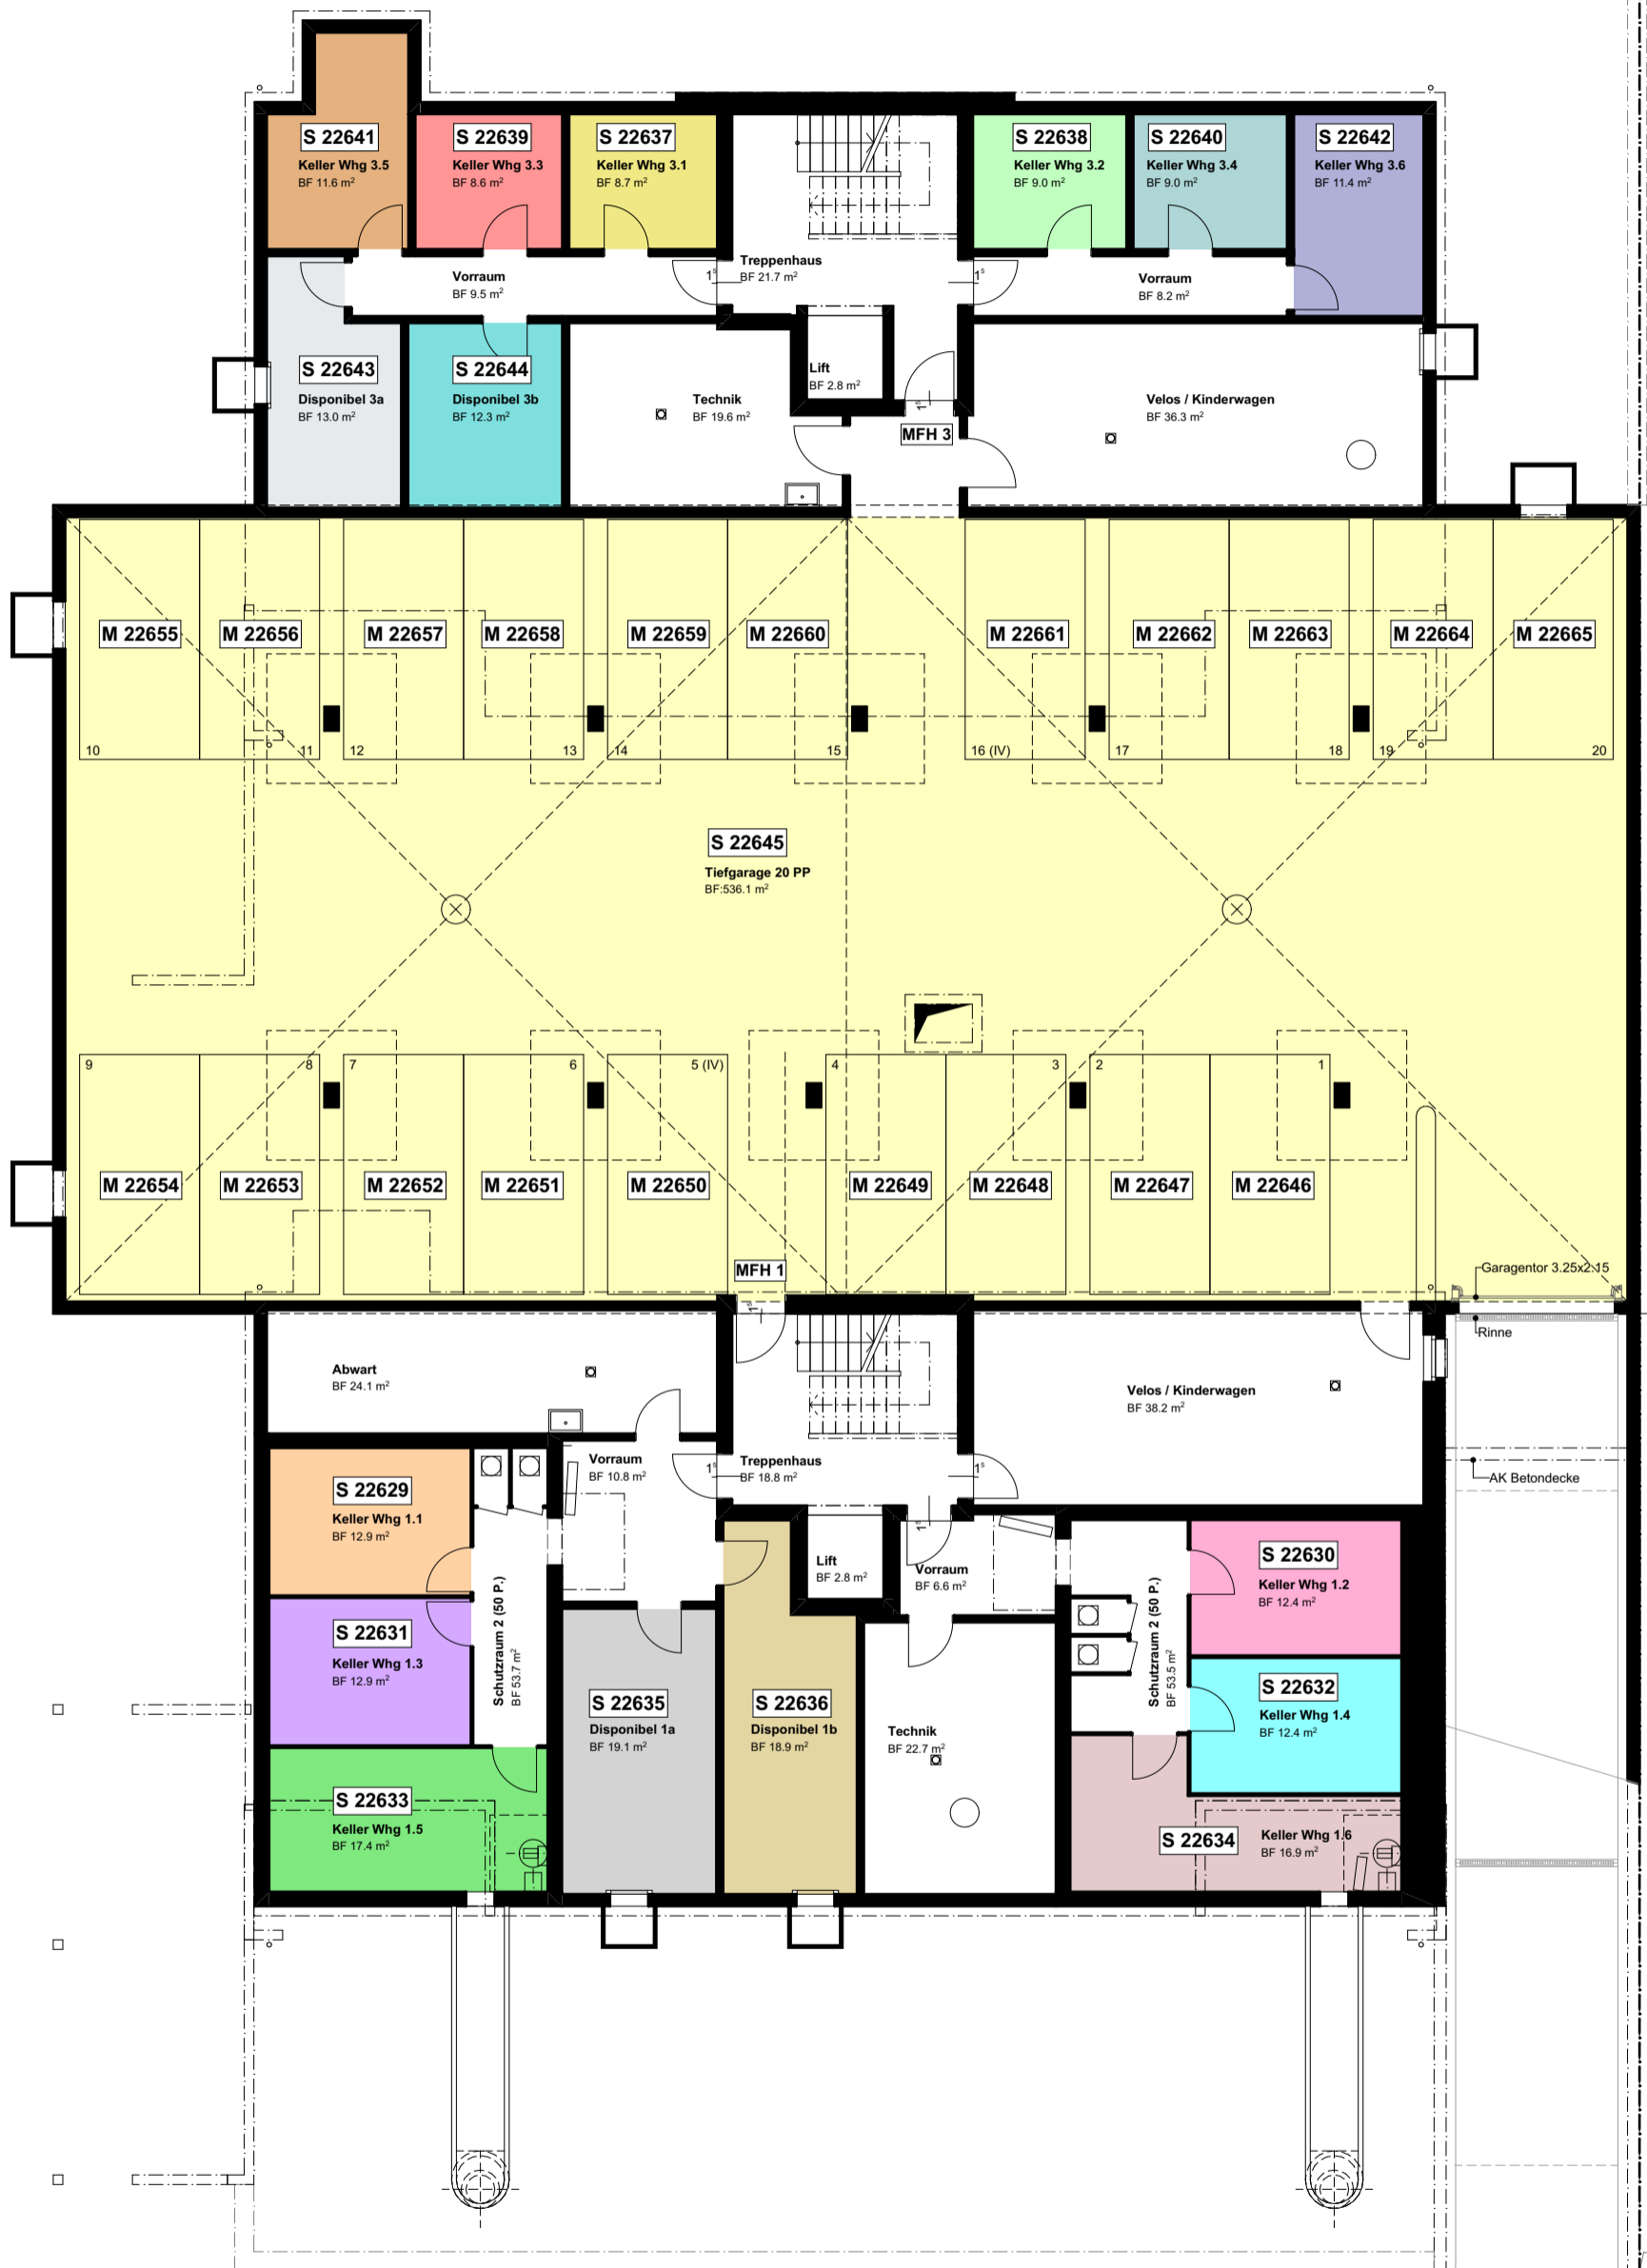 S 22641
Keller Whg 3.5
BF 11.6 m²
S 22639
Keller Whg 3.3
BF 8.6 m²
S 22637
Keller Whg 3.1
BF 8.7 m²
S 22638
Keller Whg 3.2
BF 9.0 m²
S 22640
Keller Whg 3.4
BF 9.0 m²
S 22642
Keller Whg 3.6
BF 11.4 m²
Vorraum
BF 9.5 m²
1⁵
Treppenhaus
BF 21.7 m²
1⁵
Vorraum
BF 8.2 m²
S 22643
Disponibel 3a
BF 13.0 m²
S 22644
Disponibel 3b
BF 12.3 m²
Technik
BF 19.6 m²
Lift
BF 2.8 m²
1⁵
MFH 3
Velos / Kinderwagen
BF 36.3 m²
M 22655
M 22656
M 22657
M 22658
M 22659
M 22660
M 22661
M 22662
M 22663
M 22664
M 22665
10
11
12
13
14
15
16 (IV)
17
18
19
20
S 22645
Tiefgarage 20 PP
BF:536.1 m²
9
8
7
6
5 (IV)
4
3
2
1
M 22654
M 22653
M 22652
M 22651
M 22650
M 22649
M 22648
M 22647
M 22646
MFH 1
1⁵
Garagentor 3.25x2.15
Rinne
Abwart
BF 24.1 m²
Velos / Kinderwagen
BF 38.2 m²
Vorraum
BF 10.8 m²
1⁵
Treppenhaus
BF 18.8 m²
1⁵
AK Betondecke
S 22629
Keller Whg 1.1
BF 12.9 m²
1⁵
Lift
BF 2.8 m²
Vorraum
BF 6.6 m²
S 22630
Keller Whg 1.2
BF 12.4 m²
S 22631
Keller Whg 1.3
BF 12.9 m²
Schutzraum 2 (50 P.)
BF 53.7 m²
S 22635
Disponibel 1a
BF 19.1 m²
S 22636
Disponibel 1b
BF 18.9 m²
Technik
BF 22.7 m²
Schutzraum 2 (50 P.)
BF 53.5 m²
S 22632
Keller Whg 1.4
BF 12.4 m²
S 22633
Keller Whg 1.5
BF 17.4 m²
S 22634
Keller Whg 1.6
BF 16.9 m²